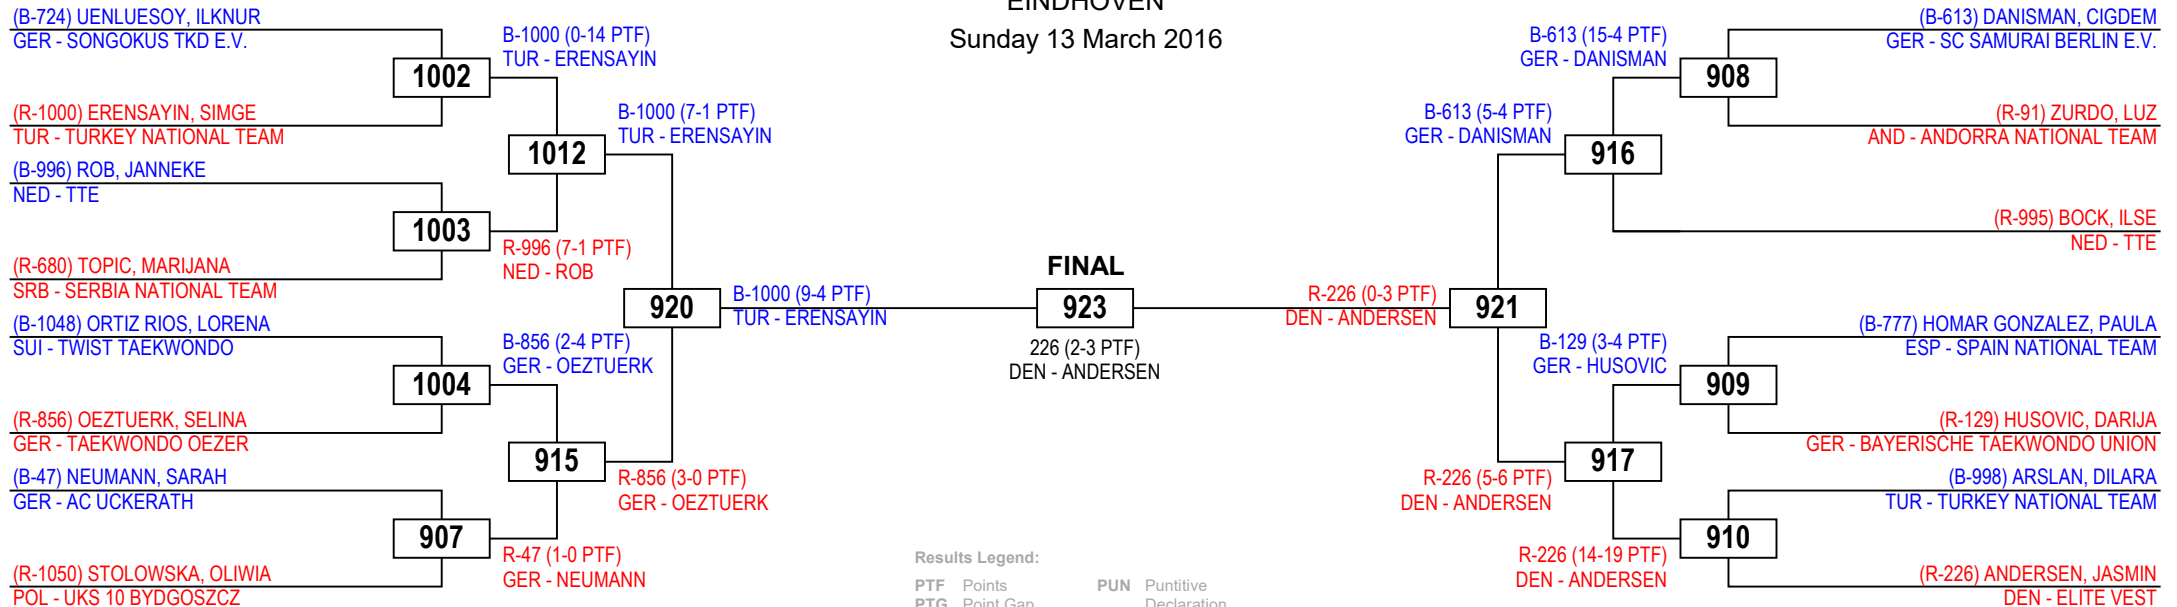 EINDHOVEN
Sunday 13 March 2016
(B-724) UENLUESOY, ILKNUR
GER - SONGOKUS TKD E.V.
1002
(R-1000) ERENSAYIN, SIMGE
TUR - TURKEY NATIONAL TEAM
B-1000 (0-14 PTF)
TUR - ERENSAYIN
(B-996) ROB, JANNEKE
NED - TTE
1003
(R-680) TOPIC, MARIJANA
SRB - SERBIA NATIONAL TEAM
R-996 (7-1 PTF)
NED - ROB
1012
B-1000 (7-1 PTF)
TUR - ERENSAYIN
(B-1048) ORTIZ RIOS, LORENA
SUI - TWIST TAEKWONDO
1004
(R-856) OEZTUERK, SELINA
GER - TAEKWONDO OEZER
B-856 (2-4 PTF)
GER - OEZTUERK
(B-47) NEUMANN, SARAH
GER - AC UCKERATH
907
(R-1050) STOLOWSKA, OLIWIA
POL - UKS 10 BYDGOSZCZ
R-47 (1-0 PTF)
GER - NEUMANN
915
R-856 (3-0 PTF)
GER - OEZTUERK
920
B-1000 (9-4 PTF)
TUR - ERENSAYIN
FINAL
923
226 (2-3 PTF)
DEN - ANDERSEN
R-226 (0-3 PTF)
DEN - ANDERSEN
921
B-613 (5-4 PTF)
GER - DANISMAN
916
B-613 (15-4 PTF)
GER - DANISMAN
908
(B-613) DANISMAN, CIGDEM
GER - SC SAMURAI BERLIN E.V.
(R-91) ZURDO, LUZ
AND - ANDORRA NATIONAL TEAM
(R-995) BOCK, ILSE
NED - TTE
R-226 (5-6 PTF)
DEN - ANDERSEN
917
B-129 (3-4 PTF)
GER - HUSOVIC
909
(B-777) HOMAR GONZALEZ, PAULA
ESP - SPAIN NATIONAL TEAM
(R-129) HUSOVIC, DARIJA
GER - BAYERISCHE TAEKWONDO UNION
R-226 (14-19 PTF)
DEN - ANDERSEN
910
(B-998) ARSLAN, DILARA
TUR - TURKEY NATIONAL TEAM
(R-226) ANDERSEN, JASMIN
DEN - ELITE VEST
Results Legend:
PTF Points PUN Puntitive
PTG Point Gap Declaration